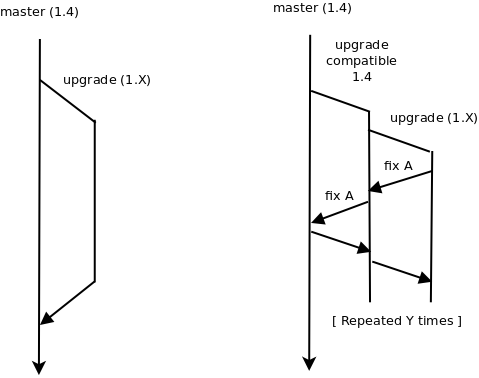 master (1.4)
upgrade (1.X)
master (1.4)
upgrade
compatible
1.4
upgrade (1.X)
fix A
fix A
[ Repeated Y times ]